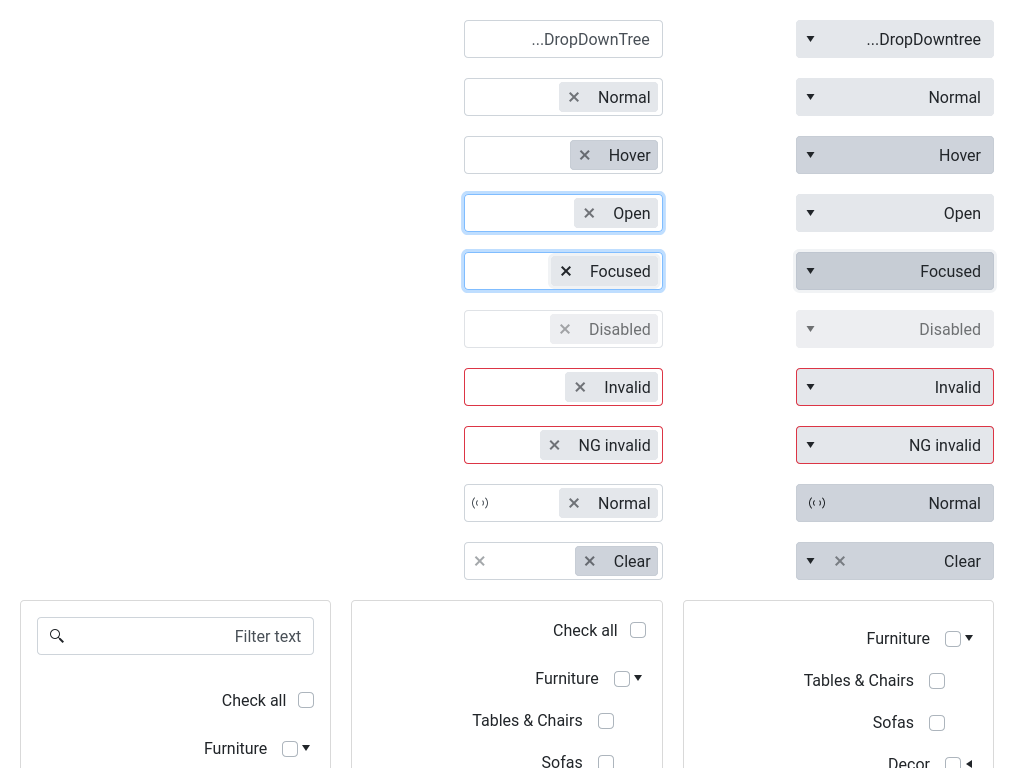 DropDownTree...
DropDowntree...
Normal
Normal
Hover
Hover
Open
Open
Focused
Focused
Disabled
Disabled
Invalid
Invalid
NG invalid
NG invalid
Normal
Normal
Clear
Clear
Filter text
Check all
Furniture
Check all
Furniture
Tables & Chairs
Sofas
Furniture
Tables & Chairs
Sofas
Decor